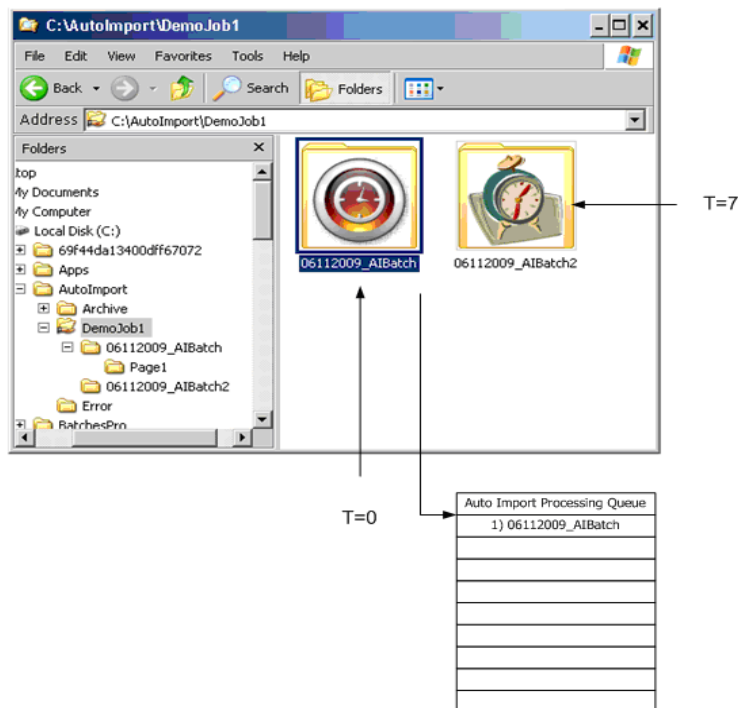 C:\AutoImport\DemoJob1
File Edit View Favorites Tools Help
Back Search Folders
Address C:\AutoImport\DemoJob1
Folders
ktop
My Documents
My Computer
Local Disk (C:)
69f44da13400dff67072
Apps
AutoImport
Archive
DemoJob1
06112009_AIBatch
Page1
06112009_AIBatch2
Error
BatchesPro
06112009_AIBatch
06112009_AIBatch2
T=7
T=0
Auto Import Processing Queue
1) 06112009_AIBatch